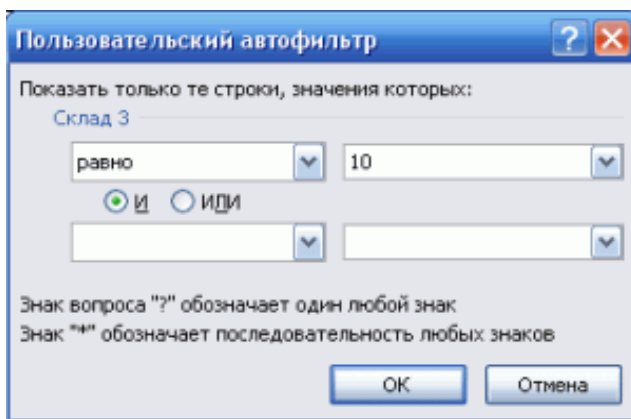 Пользовательский автофильтр
Показать только те строки, значения которых:
Склад 3
равно 10
И ИЛИ
Знак вопроса "?" обозначает один любой знак
Знак "*" обозначает последовательность любых знаков
ОК Отмена